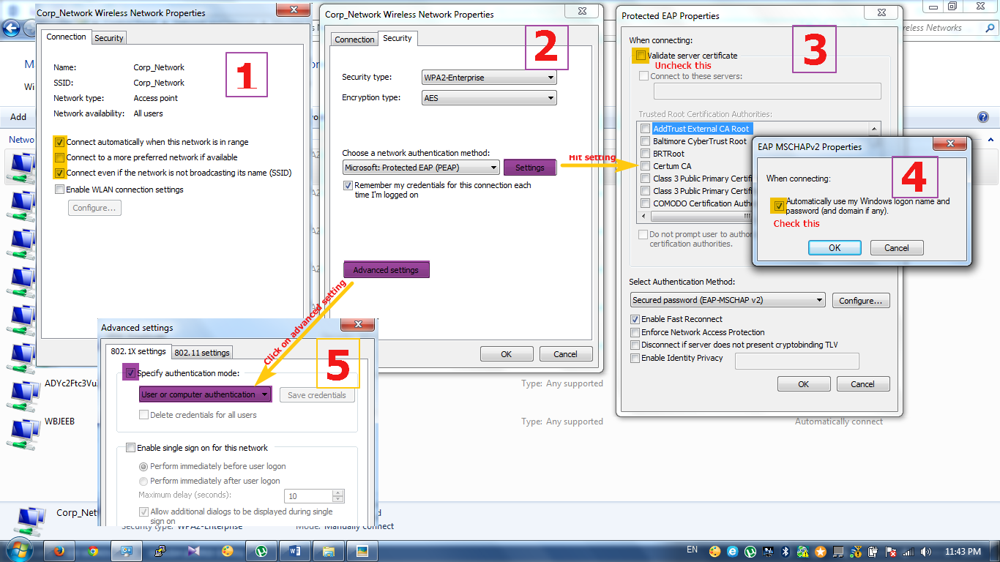 Corp_Network Wireless Network Properties
Connection
Security
1
Name: Corp_Network
SSID: Corp_Network
Network type: Access point
Network availability: All users
Connect automatically when this network is in range
Connect to a more preferred network if available
Connect even if the network is not broadcasting its name (SSID)
Enable WLAN connection settings
Configure...
Corp_Network Wireless Network Properties
Connection
Security
2
Security type: WPA2-Enterprise
Encryption type: AES
Choose a network authentication method:
Microsoft: Protected EAP (PEAP)
Settings
Hit setting
Remember my credentials for this connection each
time I'm logged on
Advanced settings
Click on advanced setting
OK
Cancel
Protected EAP Properties
3
When connecting:
Validate server certificate
Uncheck this
Connect to these servers:
Trusted Root Certification Authorities:
AddTrust External CA Root
Baltimore CyberTrust Root
BRTRoot
Certum CA
Class 3 Public Primary Certifi
Class 3 Public Primary Certifi
COMODO Certification Auth
Do not prompt user to autho
certification authorities.
Select Authentication Method:
Secured password (EAP-MSCHAP v2)
Configure...
Enable Fast Reconnect
Enforce Network Access Protection
Disconnect if server does not present cryptobinding TLV
Enable Identity Privacy
OK
Cancel
EAP MSCHAPv2 Properties
4
When connecting:
Automatically use my Windows logon name and
password (and domain if any).
Check this
OK
Cancel
Advanced settings
802.1X settings
802.11 settings
5
Specify authentication mode:
User or computer authentication
Save credentials
Delete credentials for all users
Enable single sign on for this network
Perform immediately before user logon
Perform immediately after user logon
Maximum delay (seconds): 10
Allow additional dialogs to be displayed during single
sign on
ireless Networks
M
Wi
Add
Netwo
ADYc2Ftc3Vu
Type: Any supported
WBJEEB
Type: Any supported
Automatically connect
Corp_Net
Security type: WPA2-Enterprise
Mode: Manually connect
EN
11:43 PM